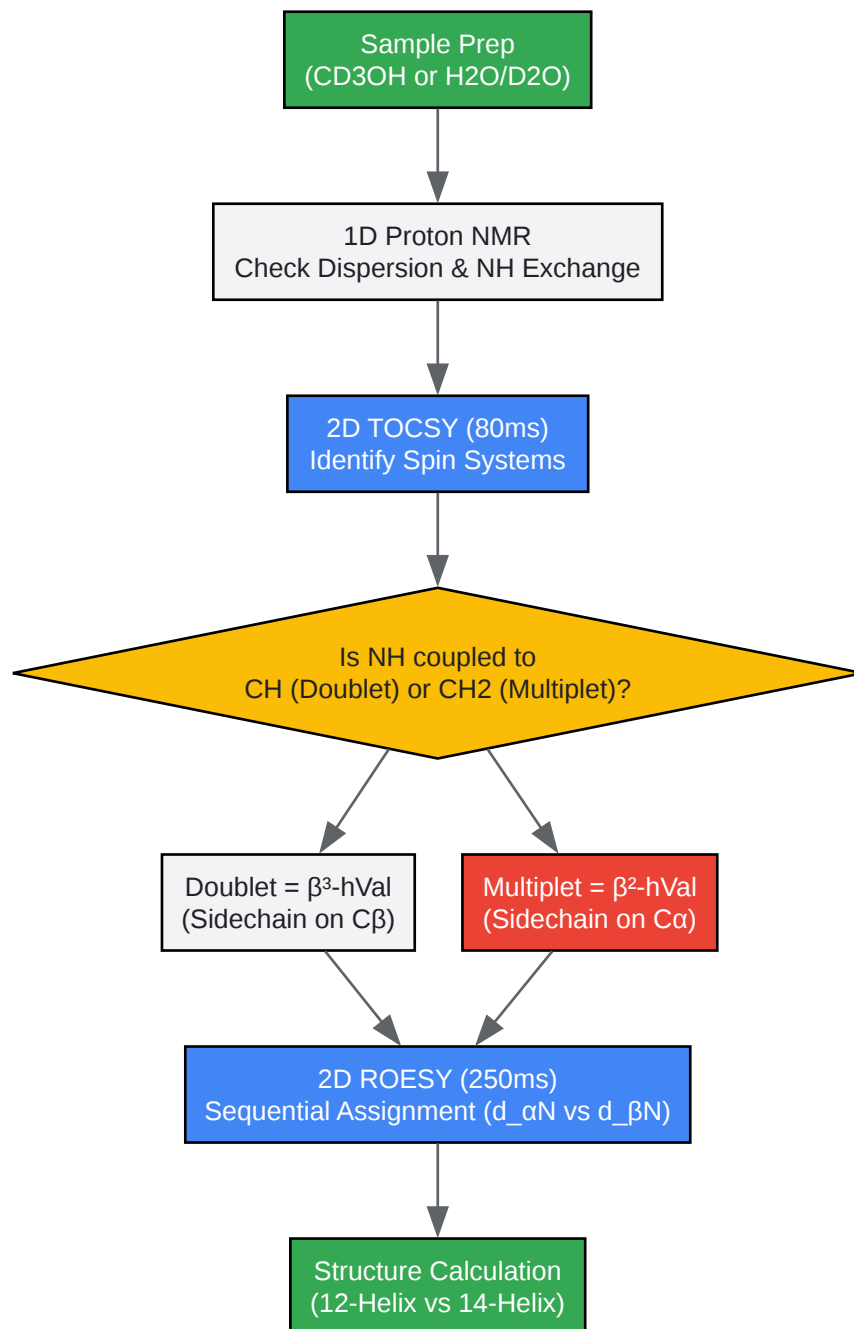 Sample Prep
(CD3OH or H2O/D2O)
1D Proton NMR
Check Dispersion & NH Exchange
2D TOCSY (80ms)
Identify Spin Systems
Is NH coupled to
CH (Doublet) or CH2 (Multiplet)?
Doublet = β³-hVal
(Sidechain on Cβ)
Multiplet = β²-hVal
(Sidechain on Cα)
2D ROESY (250ms)
Sequential Assignment (d_αN vs d_βN)
Structure Calculation
(12-Helix vs 14-Helix)